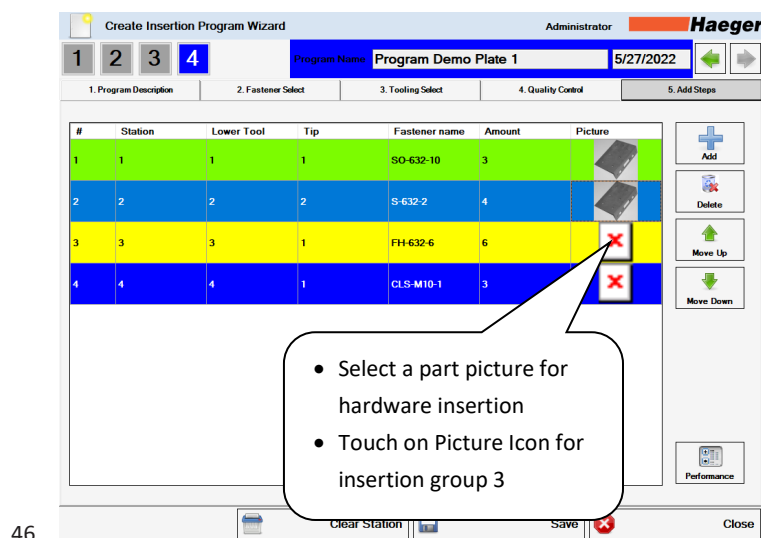 Create Insertion Program Wizard Administrator Haeger
1 2 3 4 Program Name Program Demo Plate 1 5/27/2022
1. Program Description 2. Fastener Select 3. Tooling Select 4. Quality Control 5. Add Steps
# Station Lower Tool Tip Fastener name Amount Picture
1 1 1 1 SO-632-10 3
2 2 2 2 S-632-2 4
3 3 3 1 FH-632-6 6
4 4 4 1 CLS-M10-1 3
Add
Delete
Move Up
Move Down
• Select a part picture for
hardware insertion
• Touch on Picture Icon for
insertion group 3
Performance
Clear Station Save Close
46